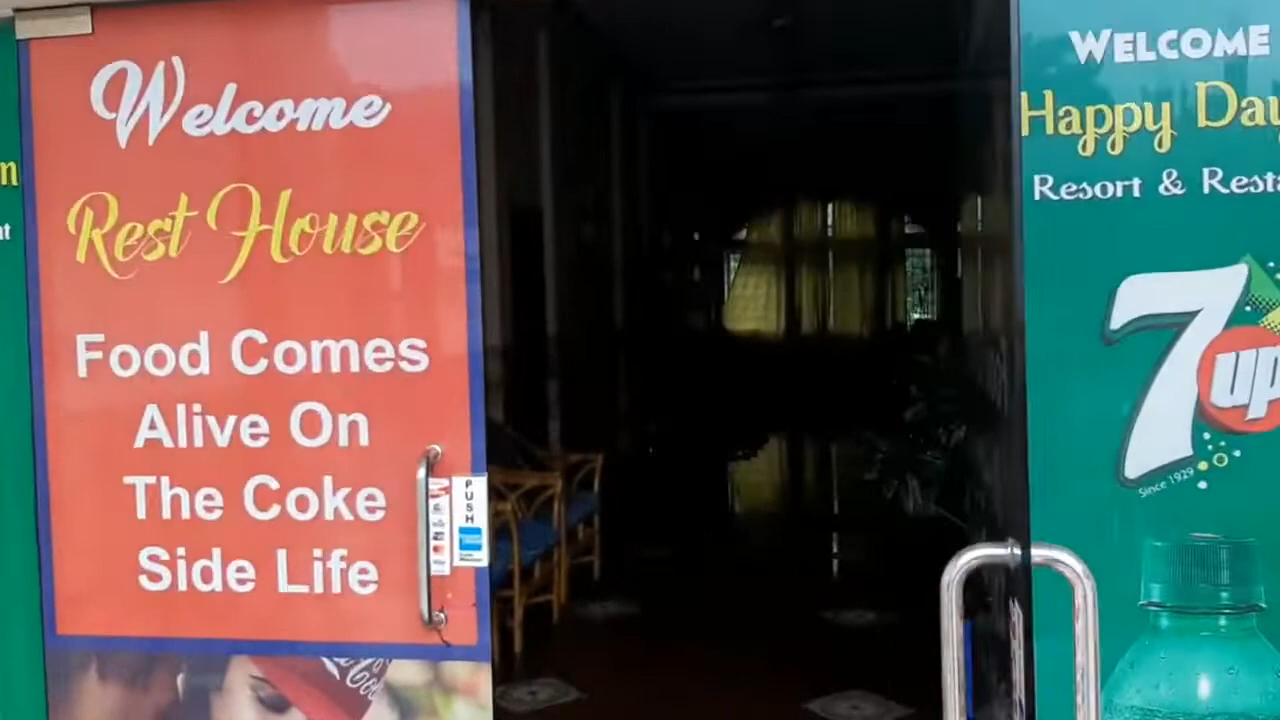 Welcome
Rest House
Food Comes
Alive On
The Coke
Side Life
PUSH
WELCOME
Happy Day
Resort & Resta
7up
Since 1929